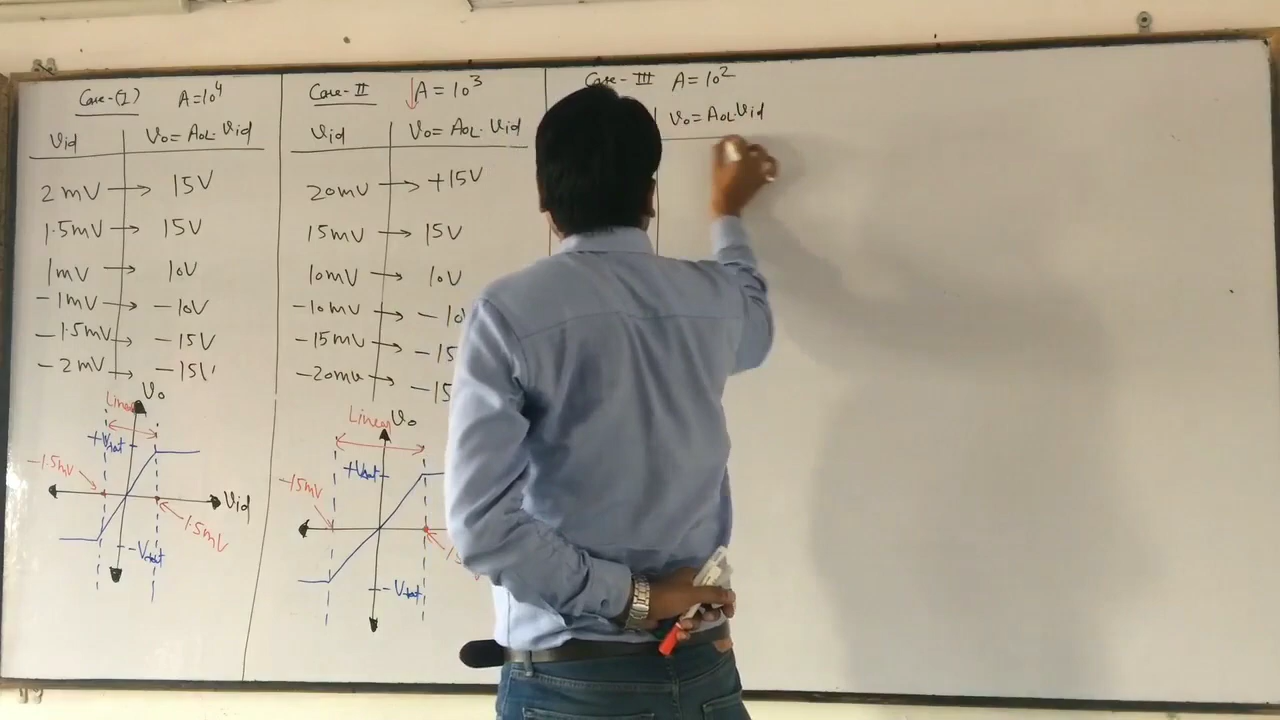 Case-(I) A=10⁴
Vid Vo = AOL. Vid
2 mV → 15V
1.5mV → 15V
1mV → 10V
-1mV → -10V
-1.5mV → -15V
-2mV → -15V
Vo
Linear
+Vsat
-1.5mV
Vid
1.5mV
-Vsat
Case-II ↓A = 10³
Vid Vo = AOL. Vid
20mV → +15V
15mV → 15V
10mV → 10V
-10mV → -10V
-15mV → -15
-20mV → -15
Linear Vo
+Vsat
-15mV
-Vsat
Case-III A=10²
Vo = AOL.Vid